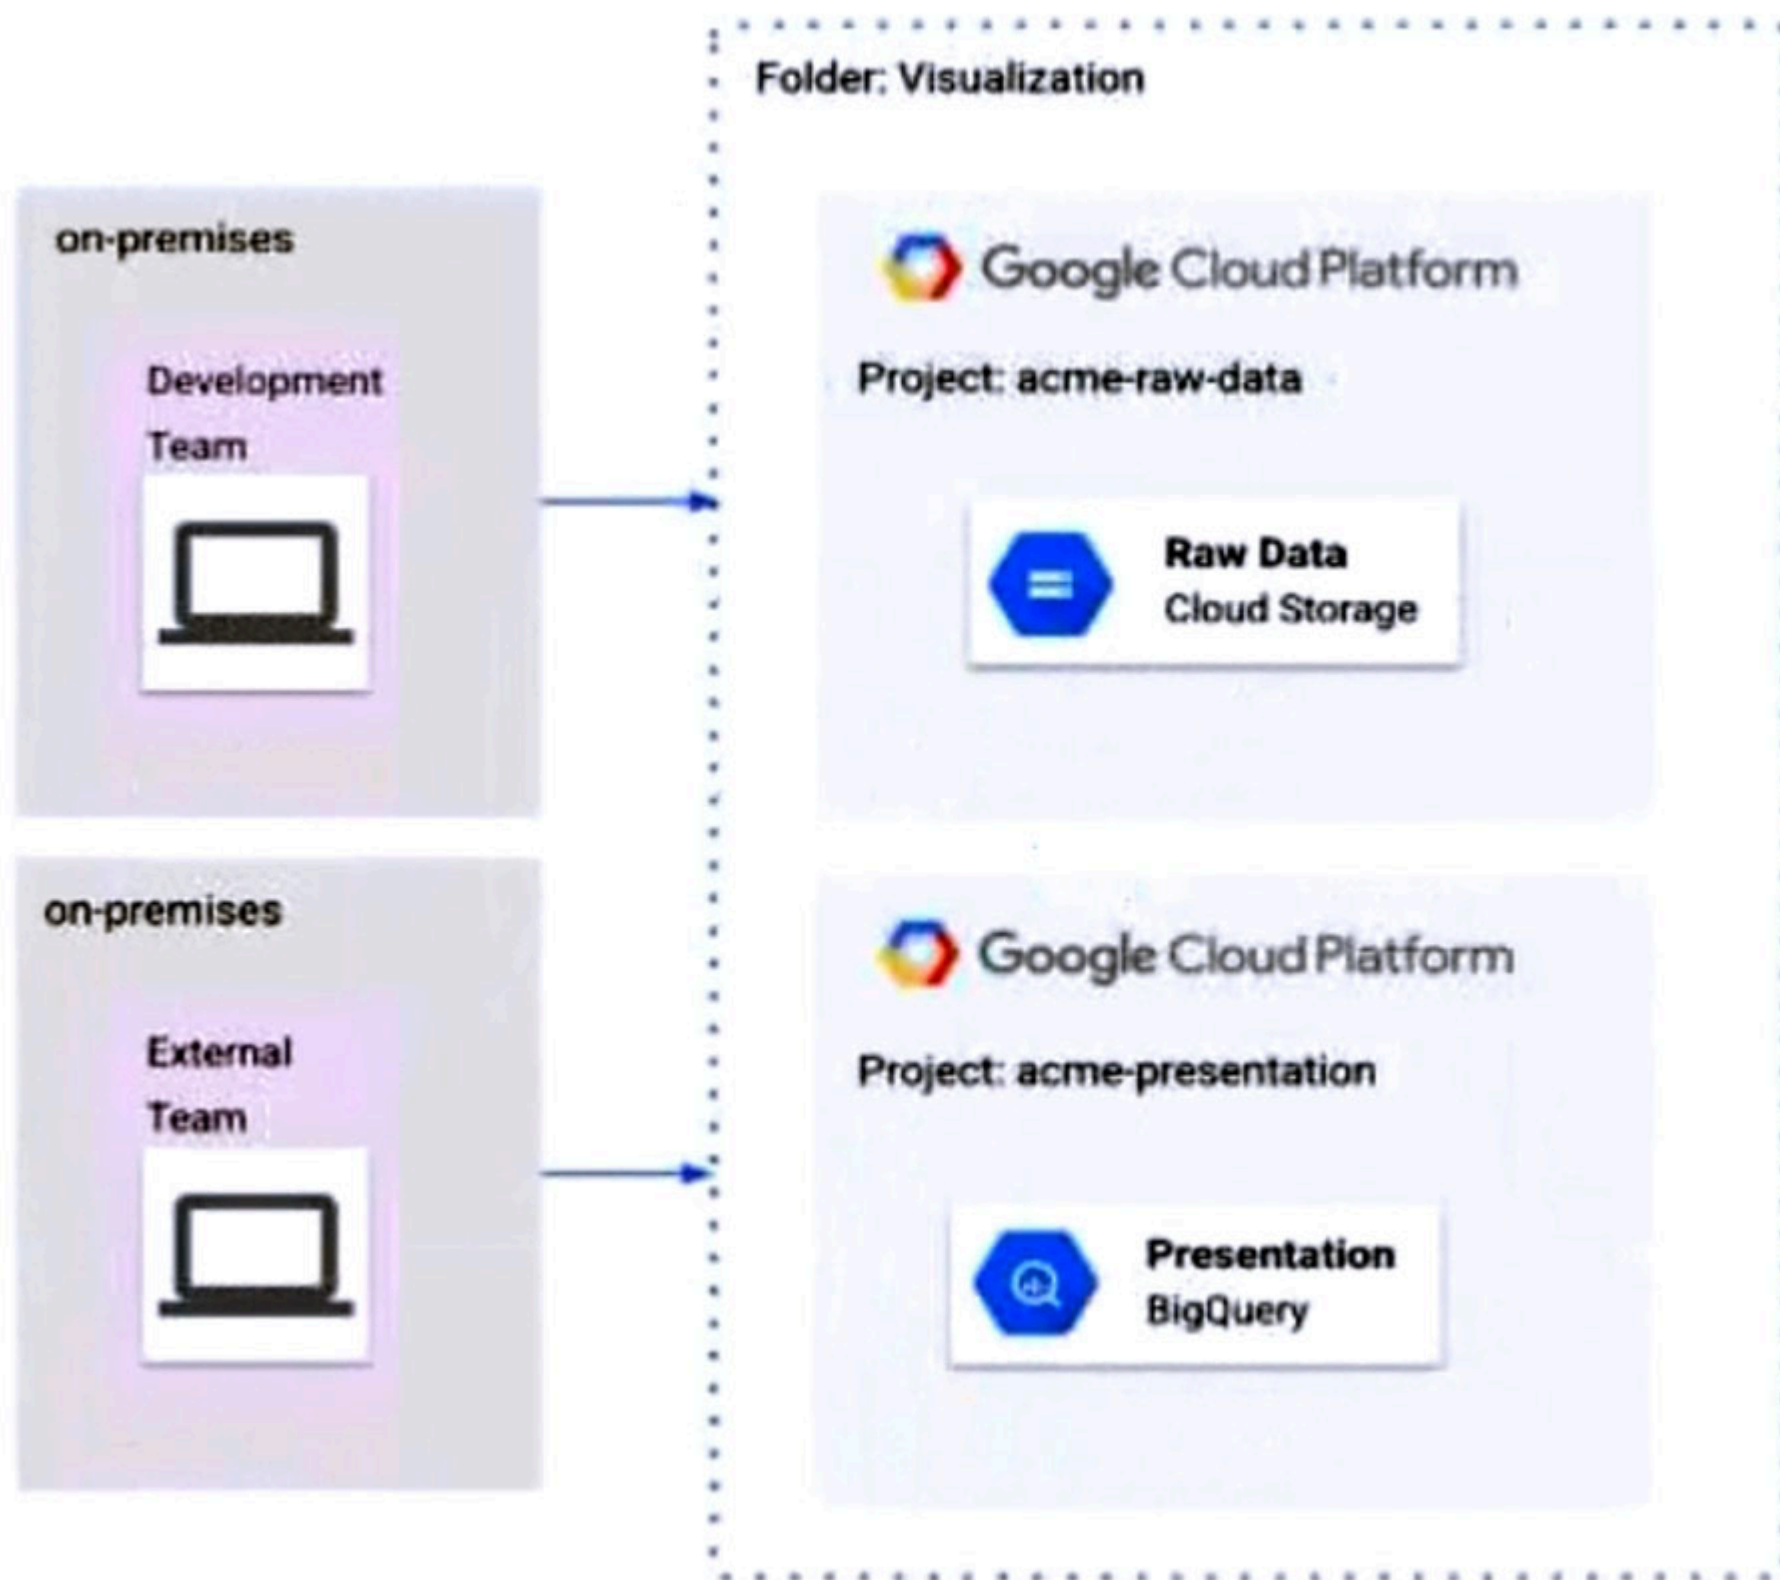 Folder: Visualization
on-premises
Development
Team
Google Cloud Platform
Project: acme-raw-data
Raw Data
Cloud Storage
on-premises
External
Team
Google Cloud Platform
Project: acme-presentation
Presentation
BigQuery